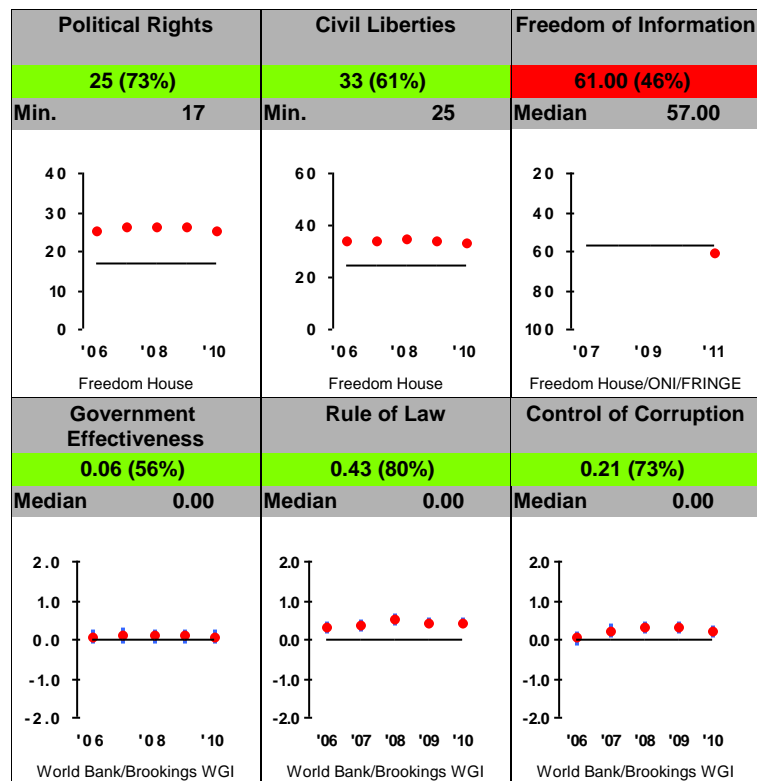 Political Rights
25 (73%)
Min. 17
40
30
20
10
0
'06 '08 '10
Freedom House
Civil Liberties
33 (61%)
Min. 25
60
40
20
0
'06 '08 '10
Freedom House
Freedom of Information
61.00 (46%)
Median 57.00
20
40
60
80
100
'07 '09 '11
Freedom House/ONI/FRINGE
Government
Effectiveness
0.06 (56%)
Median 0.00
2.0
1.0
0.0
-1.0
-2.0
'06 '08 '10
World Bank/Brookings WGI
Rule of Law
0.43 (80%)
Median 0.00
2.0
1.0
0.0
-1.0
-2.0
'06 '07 '08 '09 '10
World Bank/Brookings WGI
Control of Corruption
0.21 (73%)
Median 0.00
2.0
1.0
0.0
-1.0
-2.0
'06 '07 '08 '09 '10
World Bank/Brookings WGI